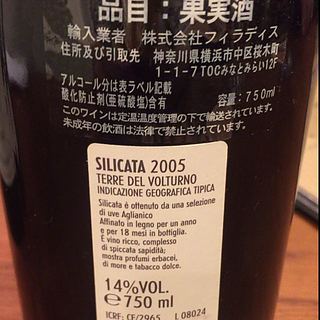 品目：果実酒
輸入業者　株式会社フィラディス
住所及び引取先　神奈川県横浜市中区桜木町
1-1-7TOCみなとみらい12F
アルコール分は表ラベル記載
酸化防止剤(亜硫酸塩)含有　容量：750ml
このワインは定温温度管理の下で輸送されています
未成年の飲酒は法律で禁止されています。
SILICATA 2005
TERRE DEL VOLTURNO
INDICAZIONE GEOGRAFICA TIPICA
Silicata è ottenuto da una selezione
di uve Aglianico
Affinato in legno per un anno
e per 18 mesi in bottiglia.
È vino ricco, complesso
di spiccata sapidità;
mostra profumi erbacei,
di more e tabacco dolce.
14%VOL.
e 750 ml
ICRF: CE/2965 L 08024